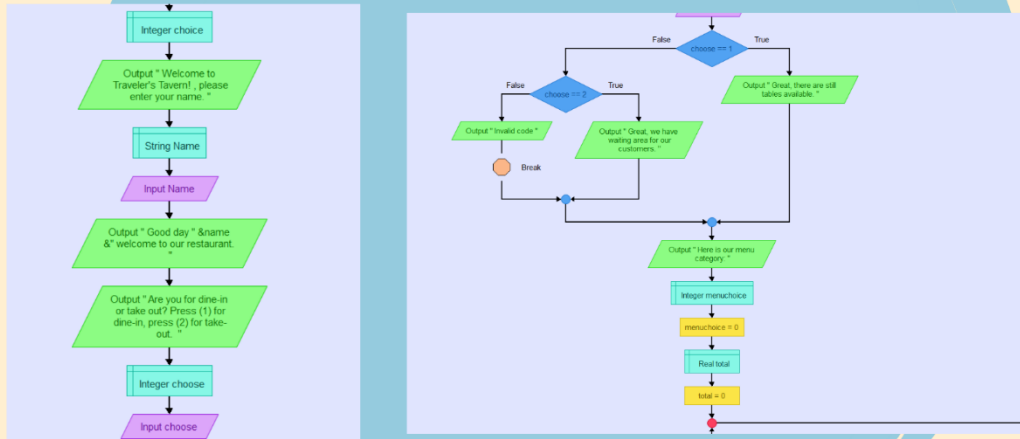 Integer choice
Output " Welcome to
Traveler's Tavern! , please
enter your name. "
String Name
Input Name
Output " Good day " &name
&" welcome to our restaurant.
"
Output " Are you for dine-in
or take out? Press (1) for
dine-in, press (2) for take-
out. "
Integer choose
Input choose
False
True
choose == 1
False
True
choose == 2
Output " Great, there are still
tables available. "
Output " Invalid code "
Output " Great, we have
waiting area for our
customers. "
Break
Output " Here is our menu
category: "
Integer menuchoice
menuchoice = 0
Real total
total = 0